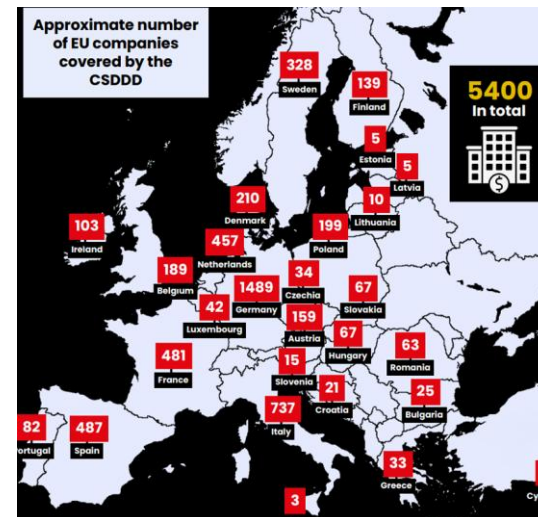 Approximate number
of EU companies
covered by the
CSDDD
5400
In total
$
328
Sweden
139
Finland
5
Estonia
5
Latvia
10
Lithuania
210
Denmark
103
Ireland
457
Netherlands
199
Poland
189
Belgium
1489
Germany
34
Czechia
67
Slovakia
42
Luxembourg
159
Austria
67
Hungary
63
Romania
481
France
15
Slovenia
21
Croatia
25
Bulgaria
82
ortugal
487
Spain
737
Italy
33
Greece
3
Cy